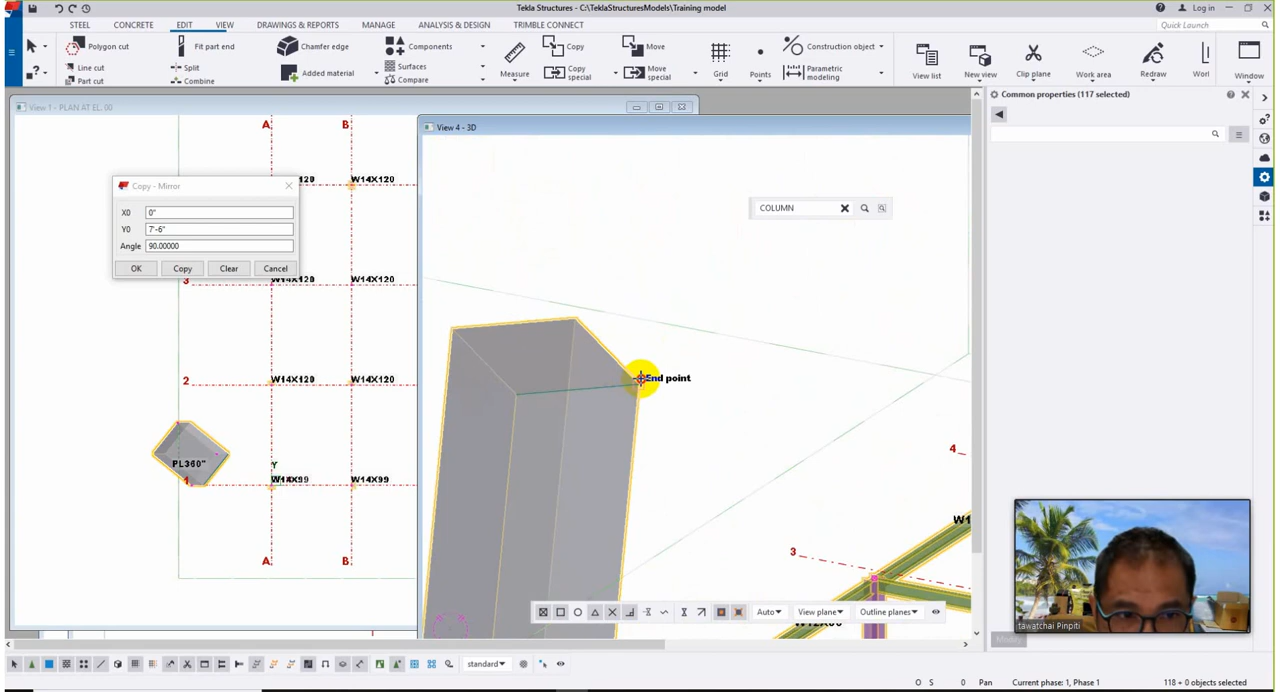 Tekla Structures - C:\TeklaStructuresModels\Training model
Log in
STEEL CONCRETE EDIT VIEW DRAWINGS & REPORTS MANAGE ANALYSIS & DESIGN TRIMBLE CONNECT
Quick Launch
Polygon cut
Line cut
Part cut
Fit part end
Split
Combine
Chamfer edge
Added material
Components
Surfaces
Compare
Measure
Copy
Copy special
Move
Move special
Grid
Points
Construction object
Parametric modeling
View list
New view
Clip plane
Work area
Redraw
Worl
Window
View 1 - PLAN AT EL. 00
View 4 - 3D
Common properties (117 selected)
A
B
Copy - Mirror
X0 0"
Y0 7'-6"
Angle 90.00000
OK Copy Clear Cancel
W14X120
COLUMN
3
W14X120 W14X120
2
W14X120 W14X120
PL360"
Y
1
W14X99 W14X99
A
B
End point
4
3
Auto
View plane
Outline planes
tawatchai Pinpiti
Modify
standard
O S 0 Pan Current phase: 1, Phase 1 118 + 0 objects selected